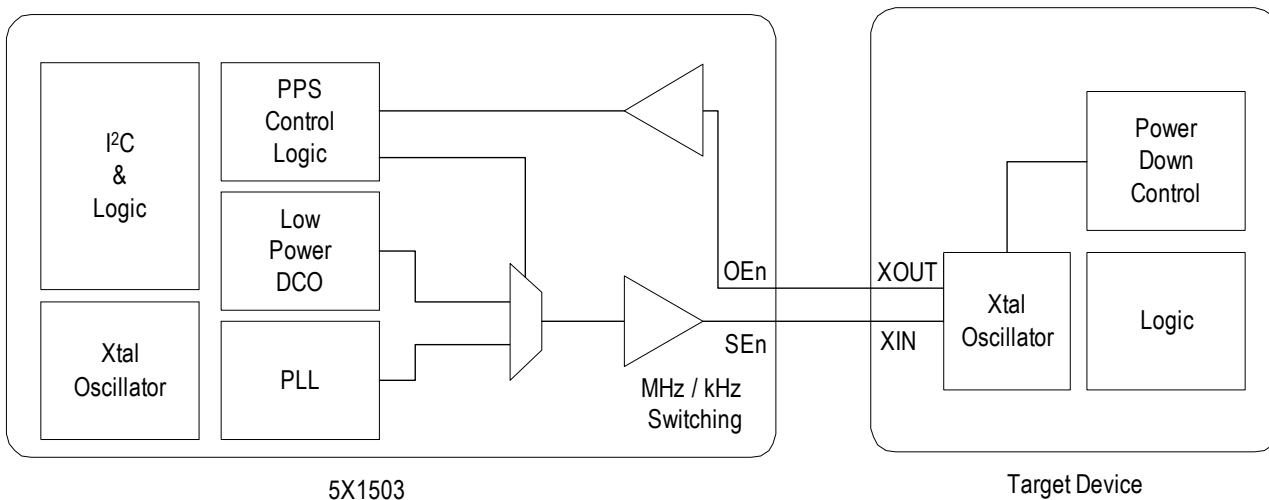 I²C
&
Logic
PPS
Control
Logic
Low
Power
DCO
Xtal
Oscillator
PLL
OEn
SEn
MHz / kHz
Switching
5X1503
XOUT
XIN
Power
Down
Control
Xtal
Oscillator
Logic
Target Device